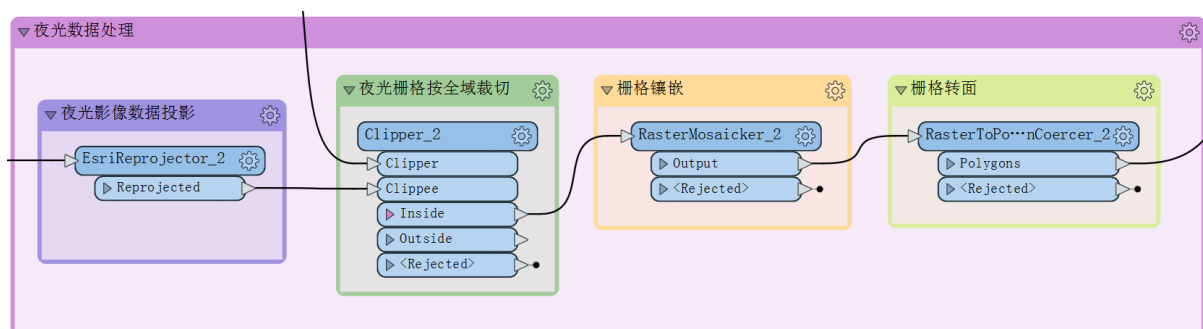 夜光数据处理
夜光影像数据投影
EsriReprojector_2
Reprojected
夜光栅格按全域裁切
Clipper_2
Clipper
Clippee
Inside
Outside
<Rejected>
栅格镶嵌
RasterMosaicker_2
Output
<Rejected>
栅格转面
RasterToPo···nCoercer_2
Polygons
<Rejected>